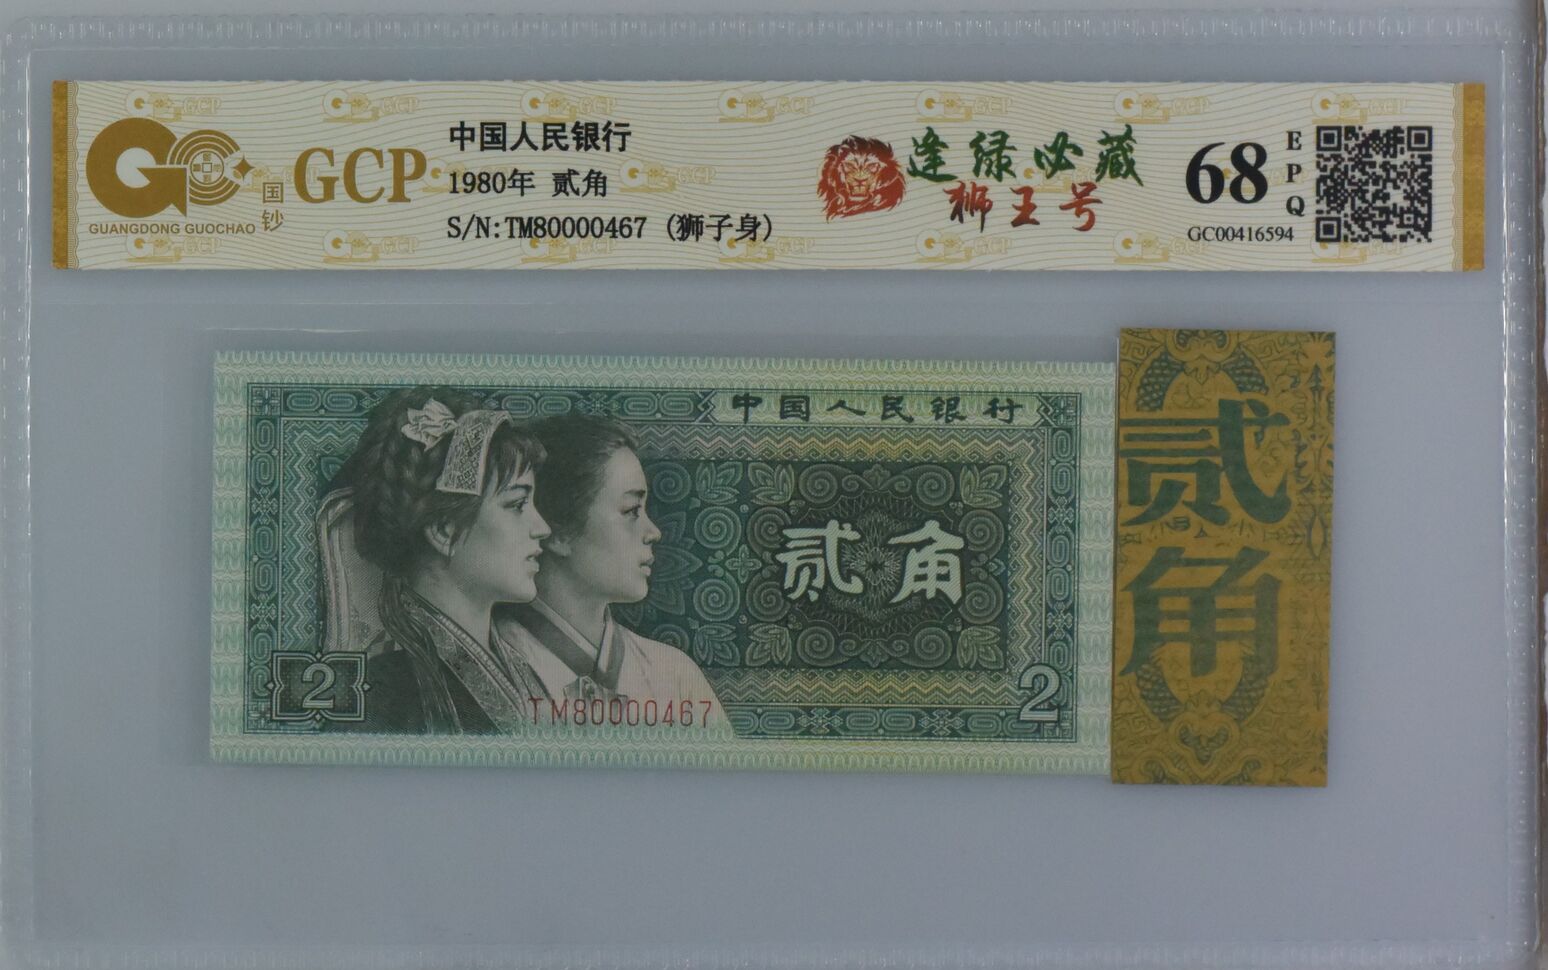 GCP
国钞
GUANGDONG GUOCHAO
中国人民银行
1980年 贰角
S/N:TM80000467 (狮子身)
逢绿必藏
狮王号
68
EPQ
GC00416594
中国人民银行
贰角
2
2
TM80000467
贰角